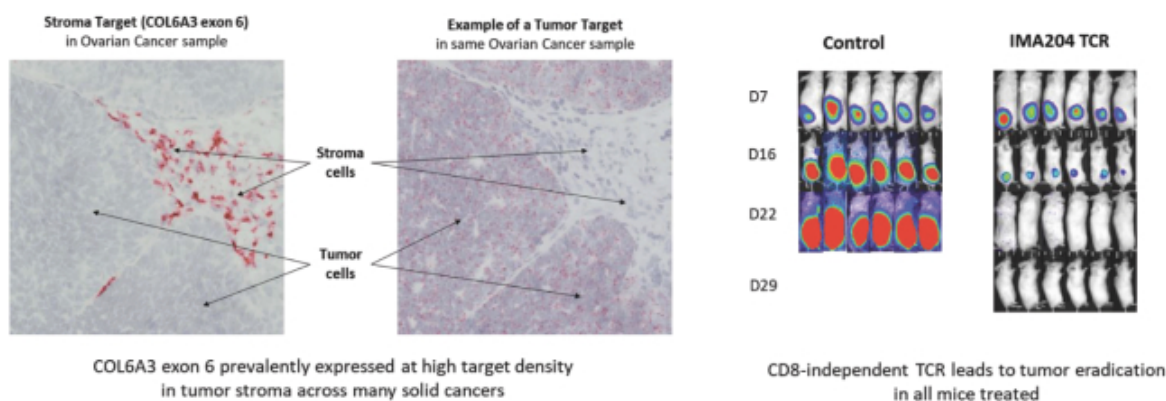 Stroma Target (COL6A3 exon 6)
in Ovarian Cancer sample
Example of a Tumor Target
in same Ovarian Cancer sample
Stroma
cells
Tumor
cells
COL6A3 exon 6 prevalently expressed at high target density
in tumor stroma across many solid cancers
Control
IMA204 TCR
D7
D16
D22
D29
CD8-independent TCR leads to tumor eradication
in all mice treated